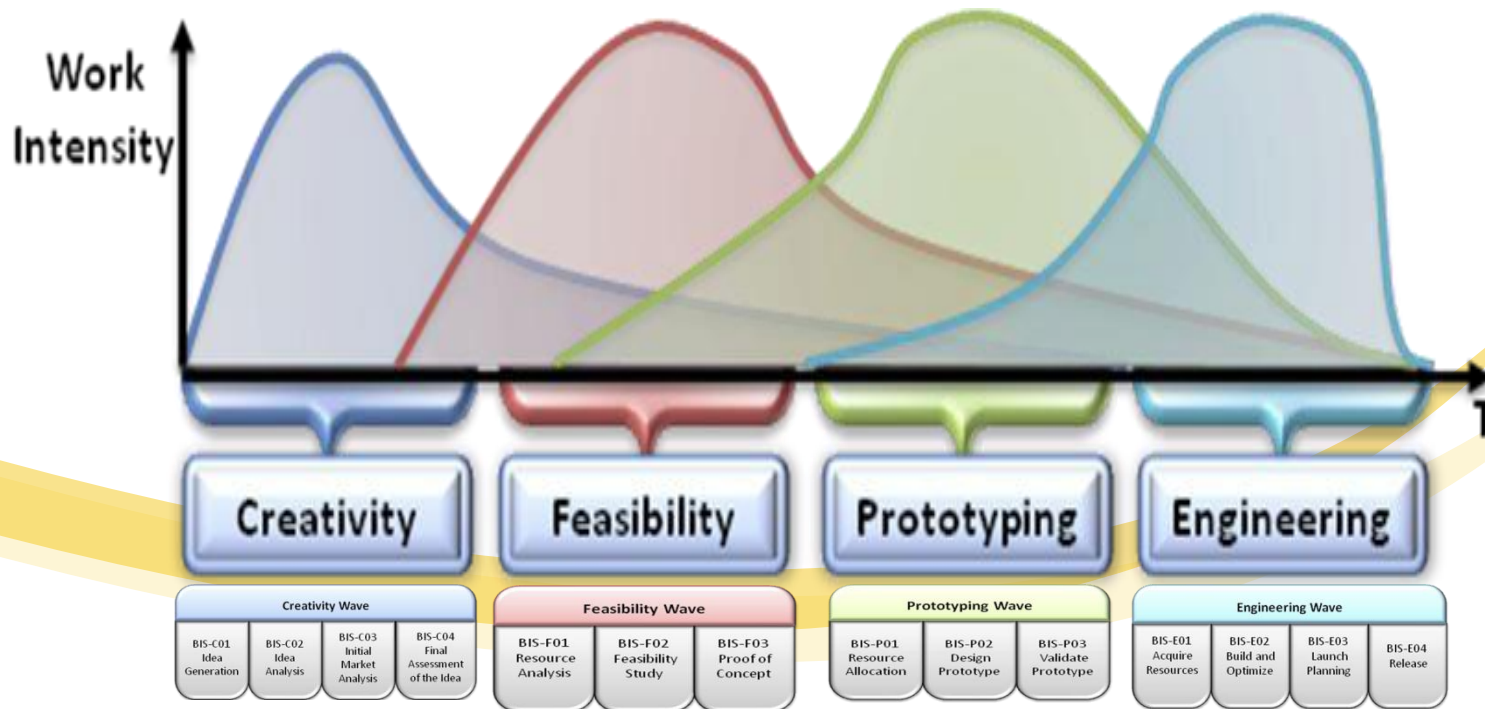 Work
Intensity
T
Creativity
Feasibility
Prototyping
Engineering
Creativity Wave
BIS-C01
Idea
Generation
BIS-C02
Idea
Analysis
BIS-C03
Initial
Market
Analysis
BIS-C04
Final
Assessment
of the Idea
Feasibility Wave
BIS-F01
Resource
Analysis
BIS-F02
Feasibility
Study
BIS-F03
Proof of
Concept
Prototyping Wave
BIS-P01
Resource
Allocation
BIS-P02
Design
Prototype
BIS-P03
Validate
Prototype
Engineering Wave
BIS-E01
Acquire
Resources
BIS-E02
Build and
Optimize
BIS-E03
Launch
Planning
BIS-E04
Release